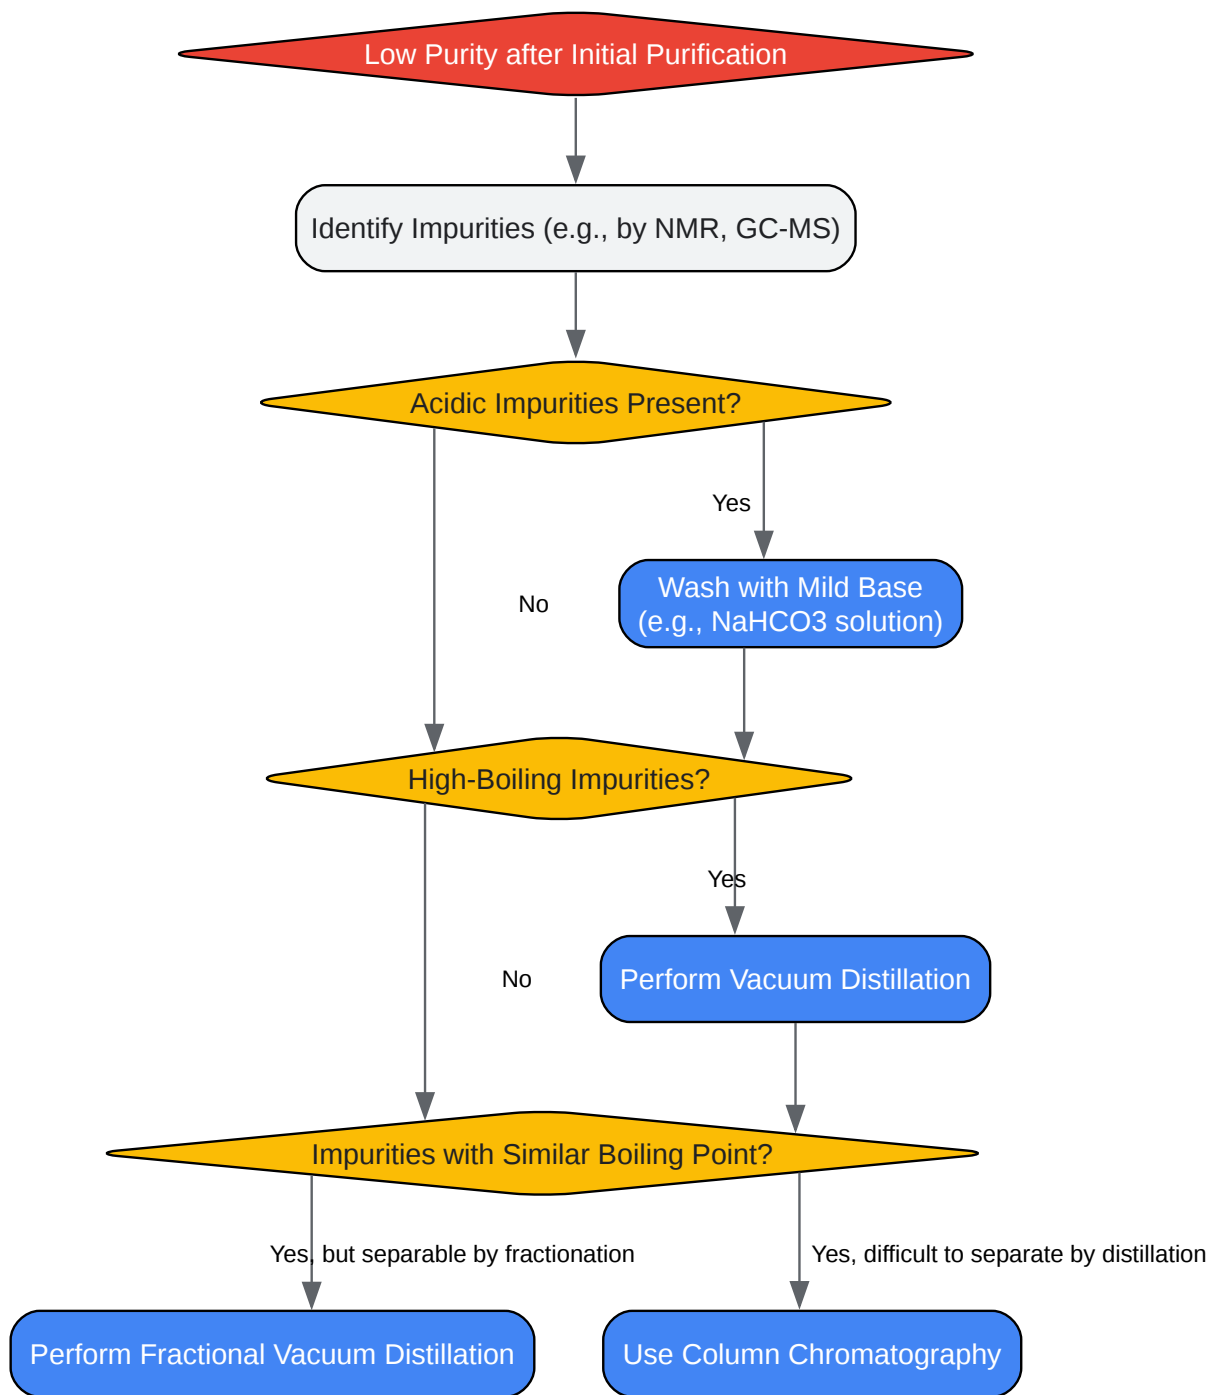 Low Purity after Initial Purification
Identify Impurities (e.g., by NMR, GC-MS)
Acidic Impurities Present?
Yes
Wash with Mild Base
(e.g., NaHCO3 solution)
No
High-Boiling Impurities?
Yes
Perform Vacuum Distillation
No
Impurities with Similar Boiling Point?
Yes, but separable by fractionation
Yes, difficult to separate by distillation
Perform Fractional Vacuum Distillation
Use Column Chromatography